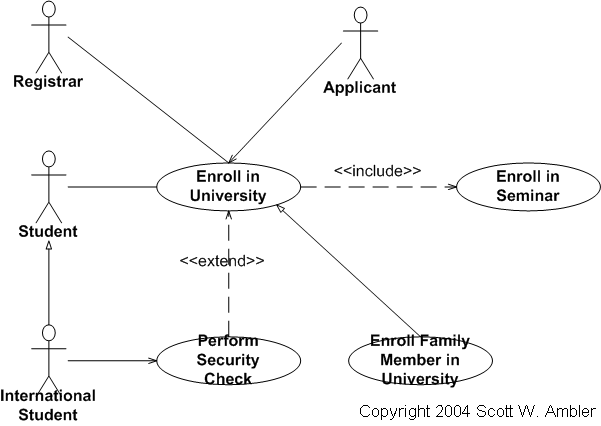 Registrar
Applicant
Enroll in
University
<<include>>
Enroll in
Seminar
Student
<<extend>>
Perform
Security
Check
Enroll Family
Member in
University
International
Student
Copyright 2004 Scott W. Ambler